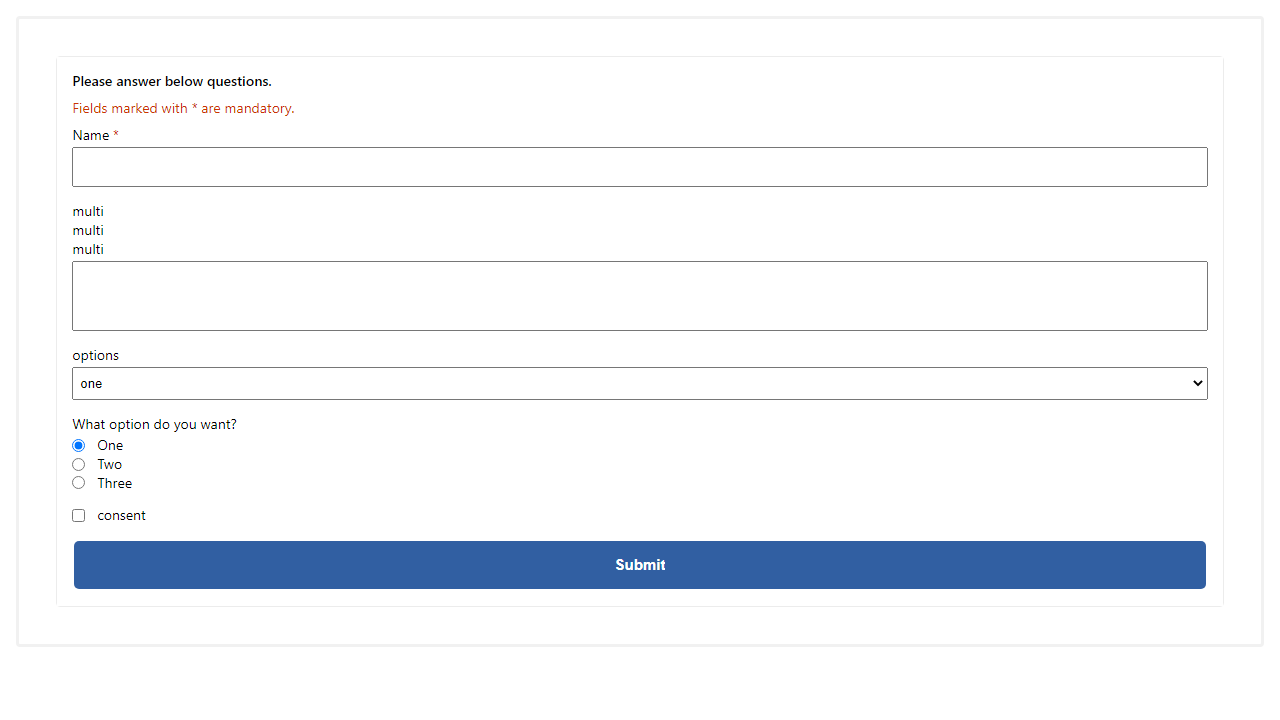 Please answer below questions.
Fields marked with * are mandatory.
Name *
multi
multi
multi
options
one
What option do you want?
One
Two
Three
consent
Submit